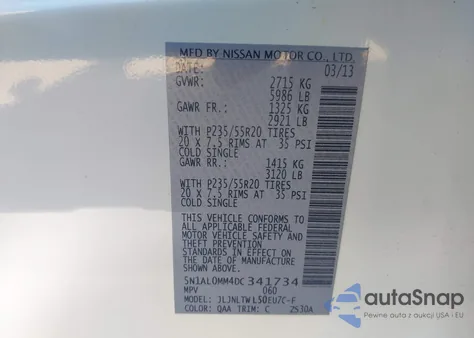 MFD BY NISSAN MOTOR CO., LTD.
DATE: 03/13
GVWR: 2715 KG
5986 LB
GAWR FR.: 1325 KG
2921 LB
WITH P235/55R20 TIRES
20 X 7.5 RIMS AT 35 PSI
COLD SINGLE
GAWR RR.: 1415 KG
3120 LB
WITH P235/55R20 TIRES
20 X 7.5 RIMS AT 35 PSI
COLD SINGLE
THIS VEHICLE CONFORMS TO
ALL APPLICABLE FEDERAL
MOTOR VEHICLE SAFETY AND
THEFT PREVENTION
STANDARDS IN EFFECT ON
THE DATE OF MANUFACTURE
SHOWN ABOVE.
5N1AL0MM4DC341734
MPV 060
MODEL: JLJNLTWL50EU7C-F
COLOR: QAA TRIM: C 2530A
autoSnap
Pewne auto z aukcji w USA i EU